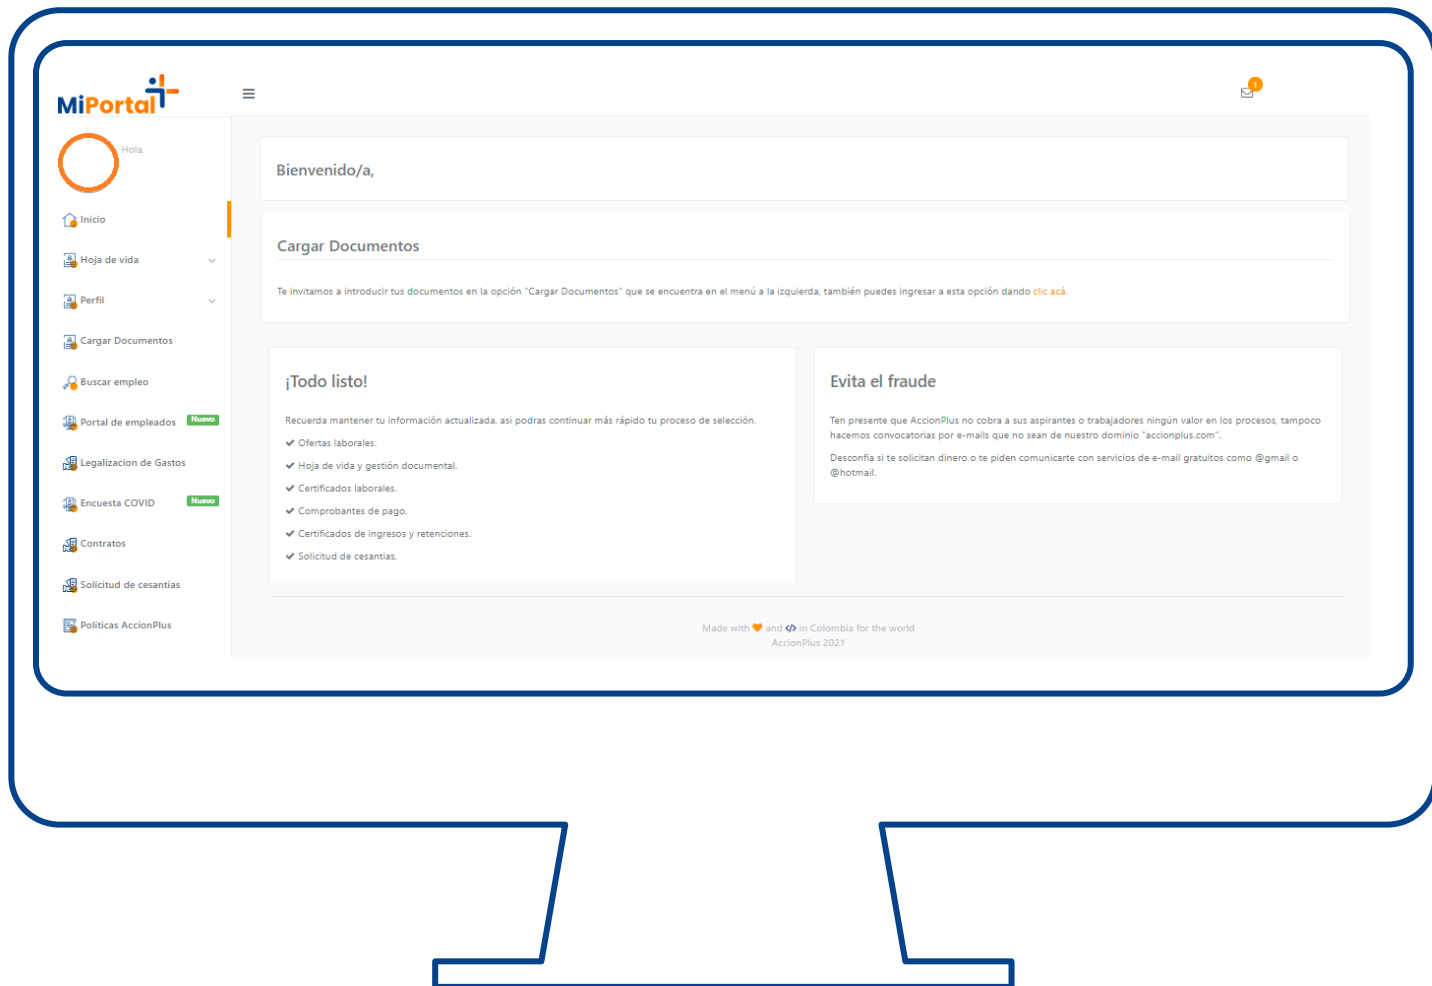 MiPortal
1
Hola,
Inicio
Hoja de vida
Perfil
Cargar Documentos
Buscar empleo
Portal de empleados Nuevo
Legalizacion de Gastos
Encuesta COVID Nuevo
Contratos
Solicitud de cesantias
Politicas AccionPlus
Bienvenido/a,
Cargar Documentos
Te invitamos a introducir tus documentos en la opción "Cargar Documentos" que se encuentra en el menú a la izquierda, también puedes ingresar a esta opción dando clic acá.
¡Todo listo!
Recuerda mantener tu información actualizada, asi podras continuar más rápido tu proceso de selección.
Ofertas laborales.
Hoja de vida y gestión documental.
Certificados laborales.
Comprobantes de pago.
Certificados de ingresos y retenciones.
Solicitud de cesantias.
Evita el fraude
Ten presente que AccionPlus no cobra a sus aspirantes o trabajadores ningún valor en los procesos, tampoco
hacemos convocatorias por e-mails que no sean de nuestro dominio "accionplus.com".
Desconfia si te solicitan dinero o te piden comunicarte con servicios de e-mail gratuitos como @gmail o
@hotmail.
Made with and in Colombia for the world
AccionPlus 2021